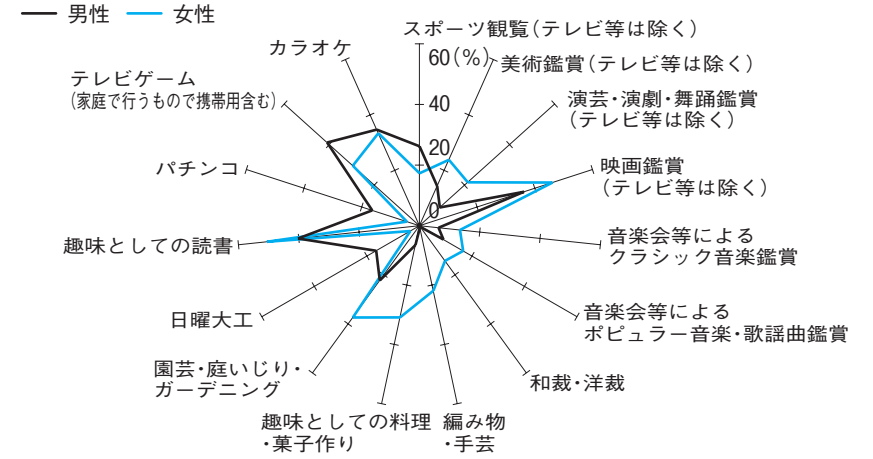 男性 女性
スポーツ観覧(テレビ等は除く)
60(%)
40
20
0
美術鑑賞(テレビ等は除く)
演芸・演劇・舞踊鑑賞
(テレビ等は除く)
映画鑑賞
(テレビ等は除く)
音楽会等による
クラシック音楽鑑賞
音楽会等による
ポピュラー音楽・歌謡曲鑑賞
和裁・洋裁
編み物
・手芸
趣味としての料理
・菓子作り
園芸・庭いじり・
ガーデニング
日曜大工
趣味としての読書
パチンコ
テレビゲーム
(家庭で行うもので携帯用含む)
カラオケ